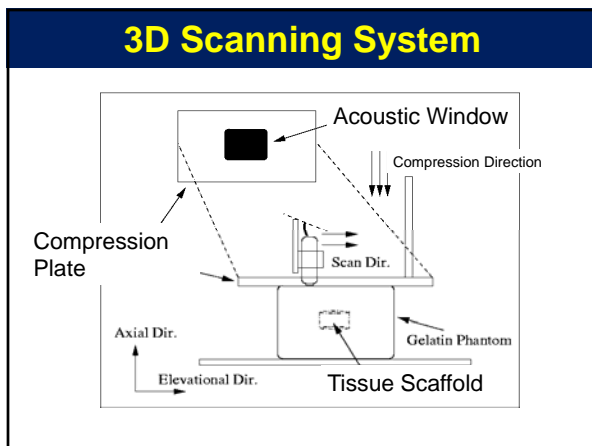 3D Scanning System
Acoustic Window
Compression Direction
Compression
Plate
Scan Dir.
Axial Dir.
Gelatin Phantom
Elevational Dir.
Tissue Scaffold